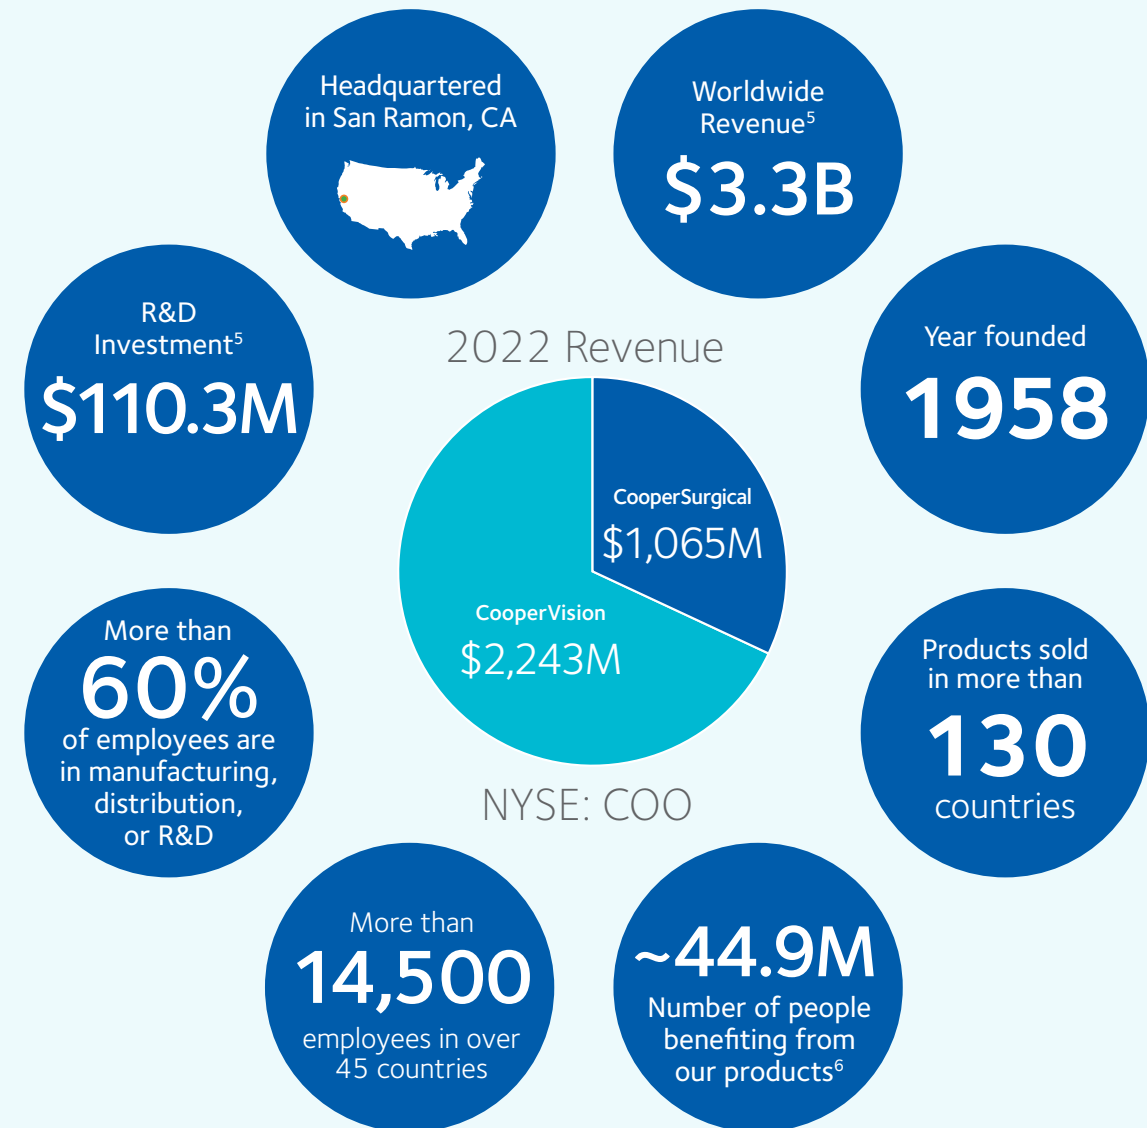 Headquartered
in San Ramon, CA
Worldwide
Revenue⁵
$3.3B
R&D
Investment⁵
$110.3M
2022 Revenue
Year founded
1958
CooperSurgical
$1,065M
CooperVision
$2,243M
More than
60%
of employees are
in manufacturing,
distribution,
or R&D
Products sold
in more than
130
countries
NYSE: COO
More than
14,500
employees in over
45 countries
~44.9M
Number of people
benefiting from
our products⁶